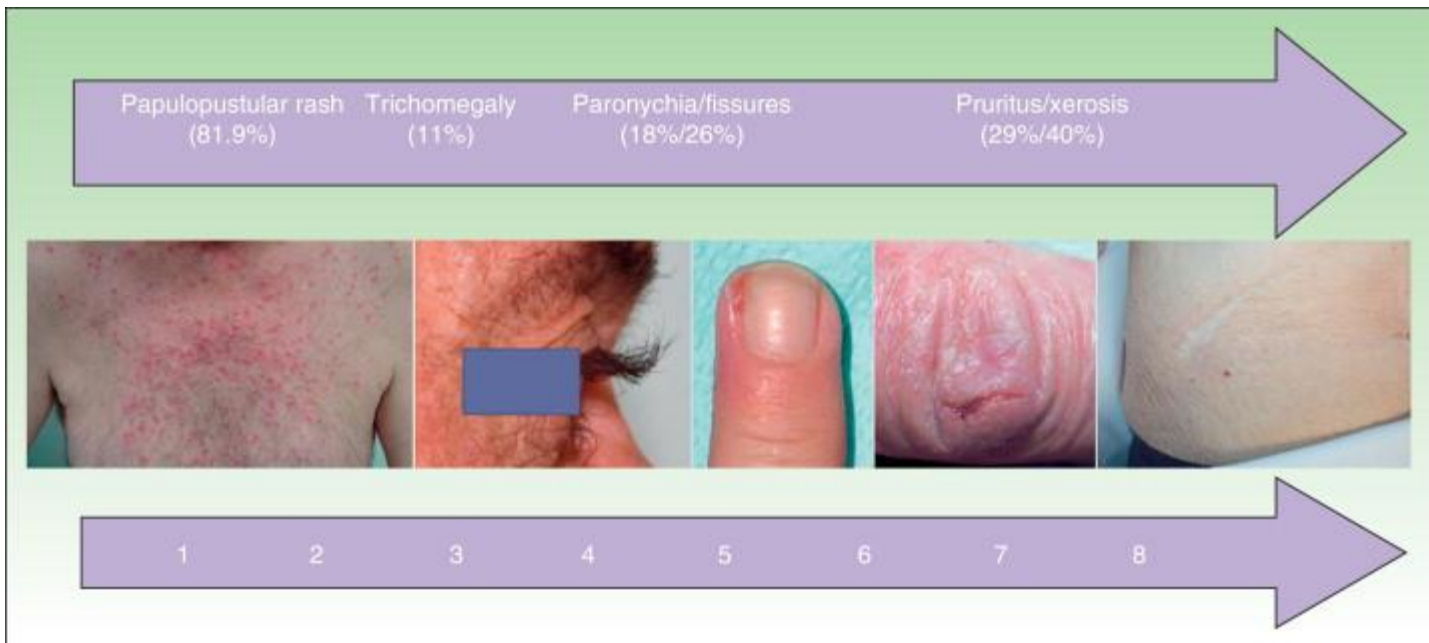 Papulopustular rash
(81.9%)
Trichomegaly
(11%)
Paronychia/fissures
(18%/26%)
Pruritus/xerosis
(29%/40%)
1 2 3 4 5 6 7 8